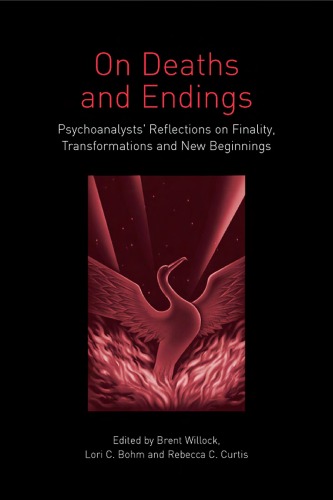 On Deaths
and Endings
Psychoanalysts' Reflections on Finality,
Transformations and New Beginnings
Edited by Brent Willock,
Lori C. Bohm and Rebecca C. Curtis